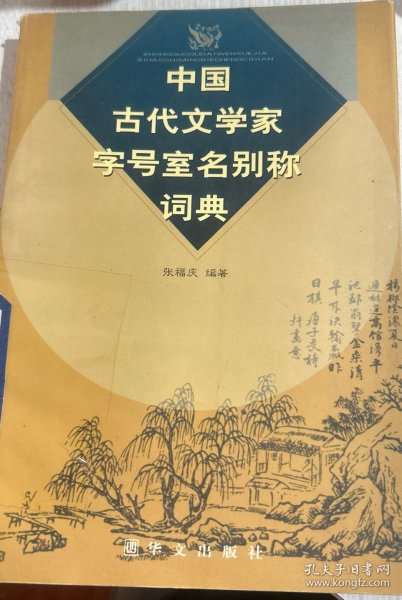 ZHONGGUOGUDAIWENXUEJIA
ZIHAOSHIMINGBIECHENGCIDIAN
中国
古代文学家
字号室名别称
词典
张福庆 编著
华文出版社
孔夫子旧书网
www.kongfz.com